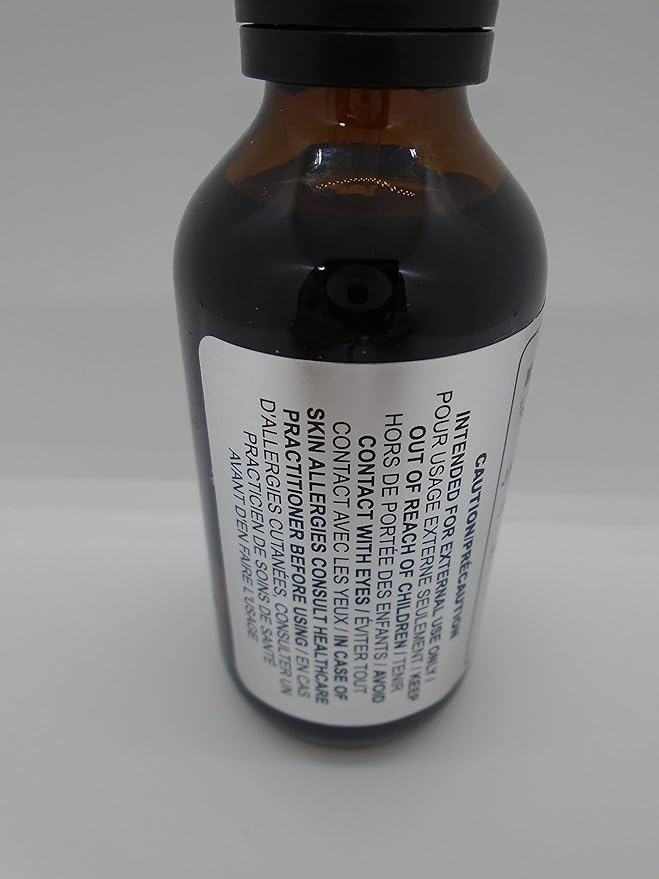 CAUTION/PRÉCAUTION
INTENDED FOR EXTERNAL USE ONLY /
POUR USAGE EXTERNE SEULEMENT / KEEP
OUT OF REACH OF CHILDREN / TENIR
HORS DE PORTÉE DES ENFANTS / AVOID
CONTACT WITH EYES / ÉVITER TOUT
CONTACT AVEC LES YEUX / IN CASE OF
SKIN ALLERGIES CONSULT HEALTHCARE
PRACTITIONER BEFORE USING / EN CAS
D'ALLERGIES CUTANÉES, CONSULTER UN
PRACTICIEN DE SOINS DE SANTÉ
AVANT D'EN FAIRE L'USAGE